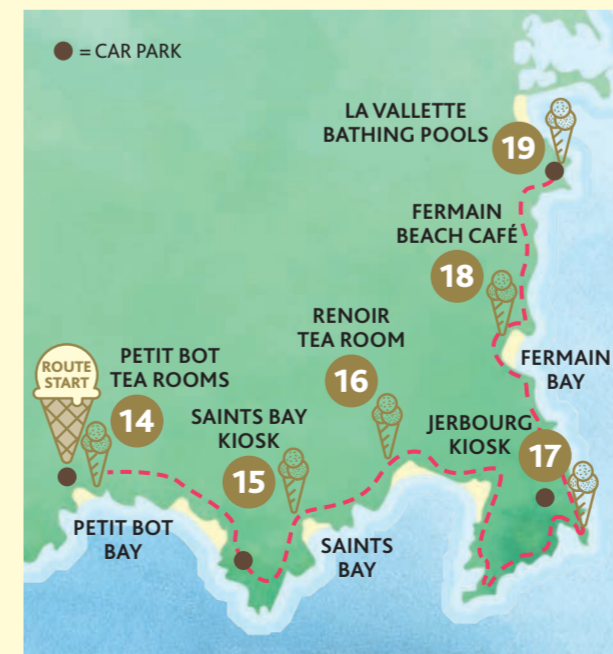 = CAR PARK
LA VALLETTE
BATHING POOLS
19
FERMAIN
BEACH CAFÉ
18
RENOIR
TEA ROOM
16
FERMAIN
BAY
ROUTE
START
PETIT BOT
TEA ROOMS
14
SAINTS BAY
KIOSK
15
JERBOURG
KIOSK
17
PETIT BOT
BAY
SAINTS
BAY